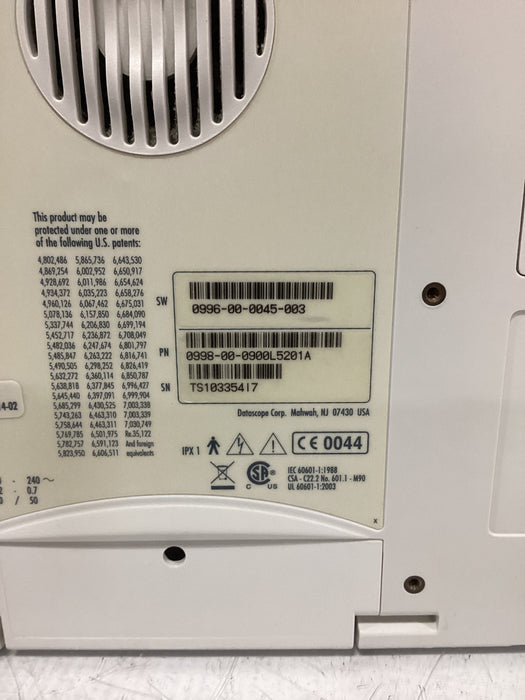 This product may be
protected under one or more
of the following U.S. patents:
4,802,486 5,865,736 6,643,530
4,869,254 6,002,952 6,650,917
4,928,692 6,011,986 6,654,624
4,934,372 6,035,223 6,658,276
4,960,126 6,067,462 6,675,031
5,078,136 6,157,850 6,684,090
5,337,744 6,206,830 6,699,194
5,452,717 6,236,872 6,708,049
5,482,036 6,247,674 6,801,797
5,485,847 6,263,222 6,816,741
5,490,505 6,298,252 6,826,419
5,632,272 6,360,114 6,850,787
5,638,818 6,377,845 6,996,427
5,645,440 6,397,091 6,999,904
5,685,299 6,430,525 7,003,338
5,743,263 6,463,310 7,003,339
5,758,644 6,463,311 7,030,749
5,769,785 6,501,975 Re.35,122
5,782,757 6,591,123 And foreign
5,823,950 6,606,511 equivalents
SW
0996-00-0045-003
PN
0998-00-0900L5201A
SN
TS10335417
Datascope Corp. Mahwah, NJ 07430 USA
4-02
IPX 1
CE 0044
- 240 ~
- 0.7
/ 50
SA ®
C US
IEC 60601-1:1988
CSA - C22.2 No. 601.1 - M90
UL 60601-1:2003
x